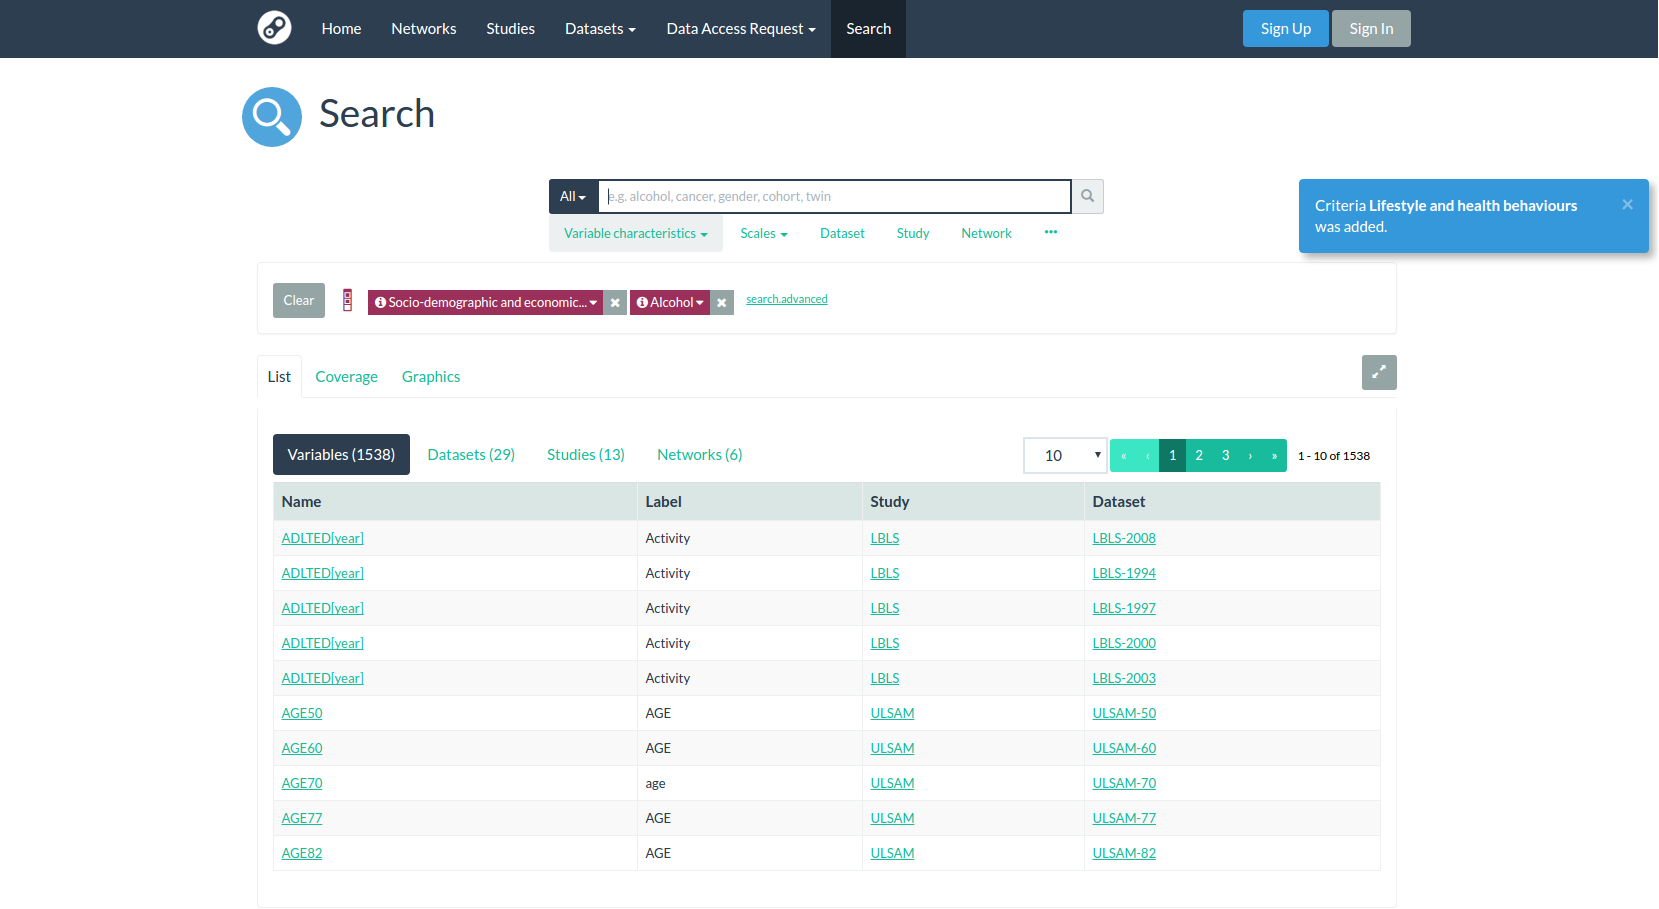 Home Networks Studies Datasets Data Access Request Search Sign Up Sign In
Search
All e.g. alcohol, cancer, gender, cohort, twin
Variable characteristics Scales Dataset Study Network •••
Criteria Lifestyle and health behaviours
was added.
×
Clear Socio-demographic and economic... × Alcohol × search.advanced
List Coverage Graphics
Variables (1538) Datasets (29) Studies (13) Networks (6) 10 « ‹ 1 2 3 › » 1 - 10 of 1538
Name Label Study Dataset
ADLTED[year] Activity LBLS LBLS-2008
ADLTED[year] Activity LBLS LBLS-1994
ADLTED[year] Activity LBLS LBLS-1997
ADLTED[year] Activity LBLS LBLS-2000
ADLTED[year] Activity LBLS LBLS-2003
AGE50 AGE ULSAM ULSAM-50
AGE60 AGE ULSAM ULSAM-60
AGE70 age ULSAM ULSAM-70
AGE77 AGE ULSAM ULSAM-77
AGE82 AGE ULSAM ULSAM-82